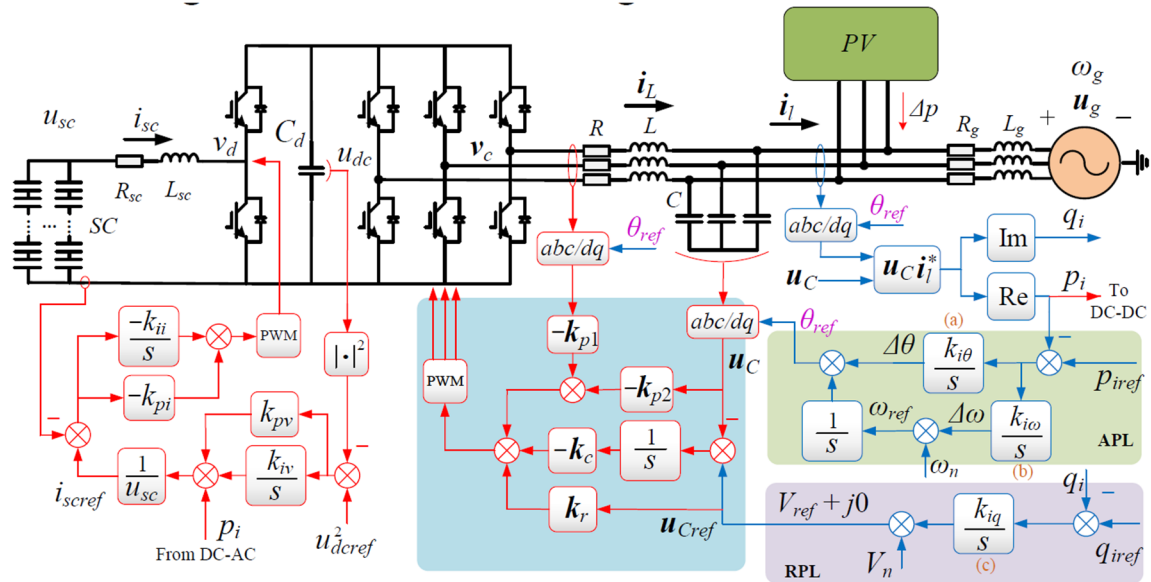 PV
ω_g
u_g
+
−
Δp
i_L
i_l
R_g
L_g
R
L
u_sc
i_sc
v_d
C_d
u_dc
v_c
R_sc
L_sc
SC
...
C
θ_ref
abc/dq
θ_ref
abc/dq
u_C
u_C i_l^*
Im
q_i
Re
p_i
To
DC-DC
abc/dq
θ_ref
u_C
(a)
Δθ
k_iθ
s
−
p_iref
1
s
ω_ref
Δω
k_iω
s
ω_n
(b)
APL
-k_ii
s
PWM
|·|^2
-k_pi
−
k_pv
−
i_scref
1
u_sc
k_iv
s
p_i
From DC-AC
u_dcref^2
-k_p1
PWM
-k_p2
−
-k_c
1
s
k_r
u_Cref
V_ref + j0
q_i
−
k_iq
s
(c)
q_iref
V_n
RPL